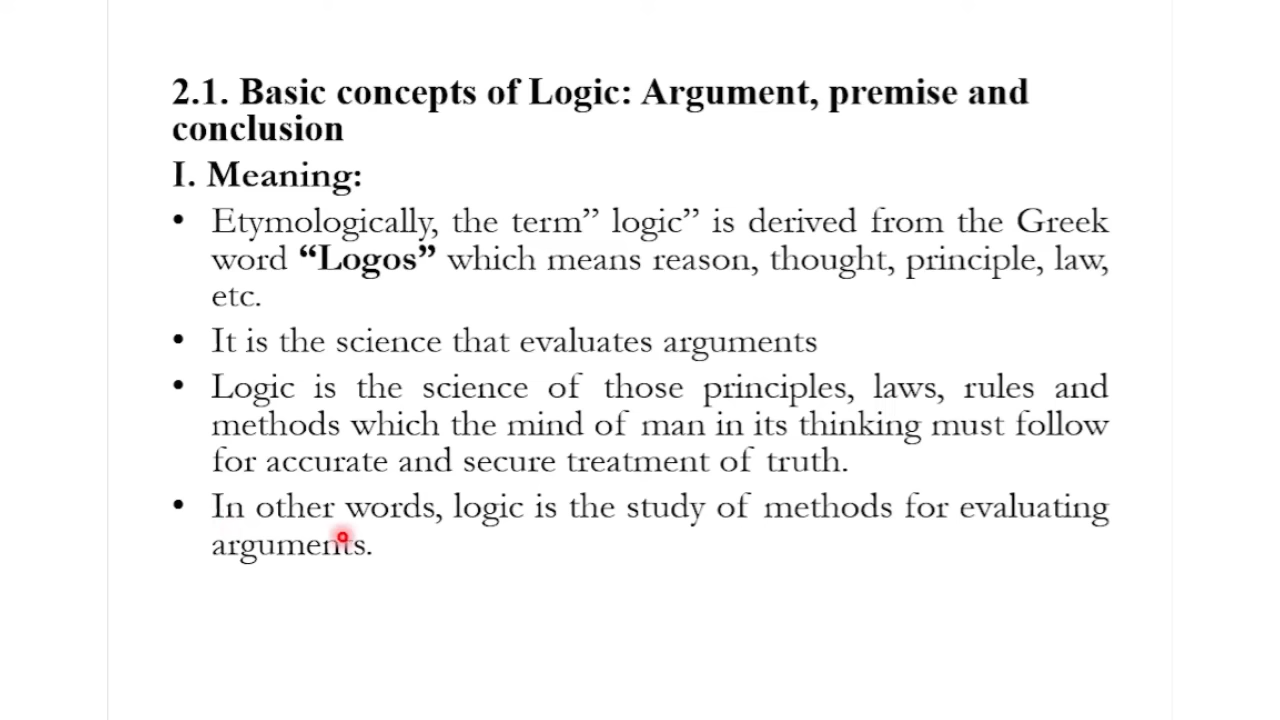 2.1. Basic concepts of Logic: Argument, premise and
conclusion
I. Meaning:
• Etymologically, the term” logic” is derived from the Greek
word “Logos” which means reason, thought, principle, law,
etc.
• It is the science that evaluates arguments
• Logic is the science of those principles, laws, rules and
methods which the mind of man in its thinking must follow
for accurate and secure treatment of truth.
• In other words, logic is the study of methods for evaluating
arguments.